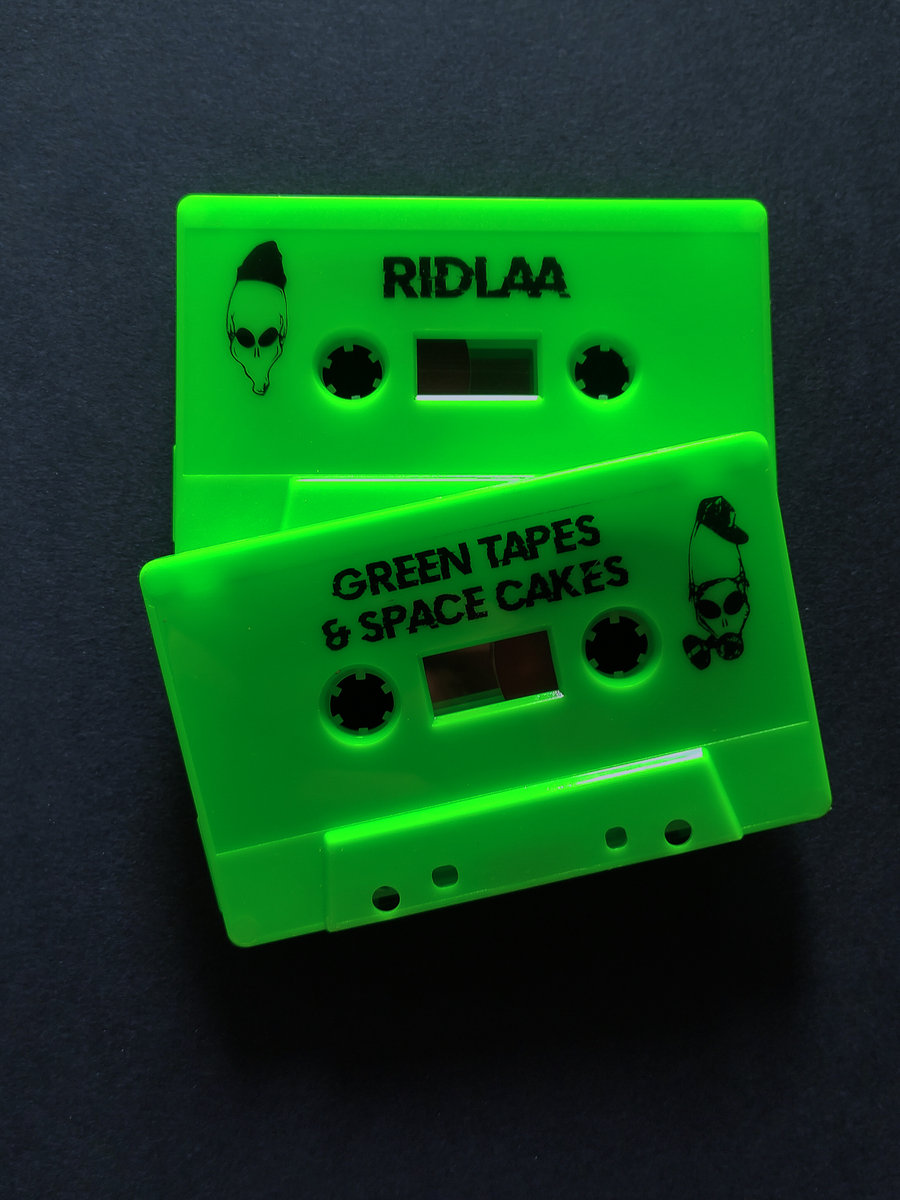 RIDLAA
GREEN TAPES
& SPACE CAKES